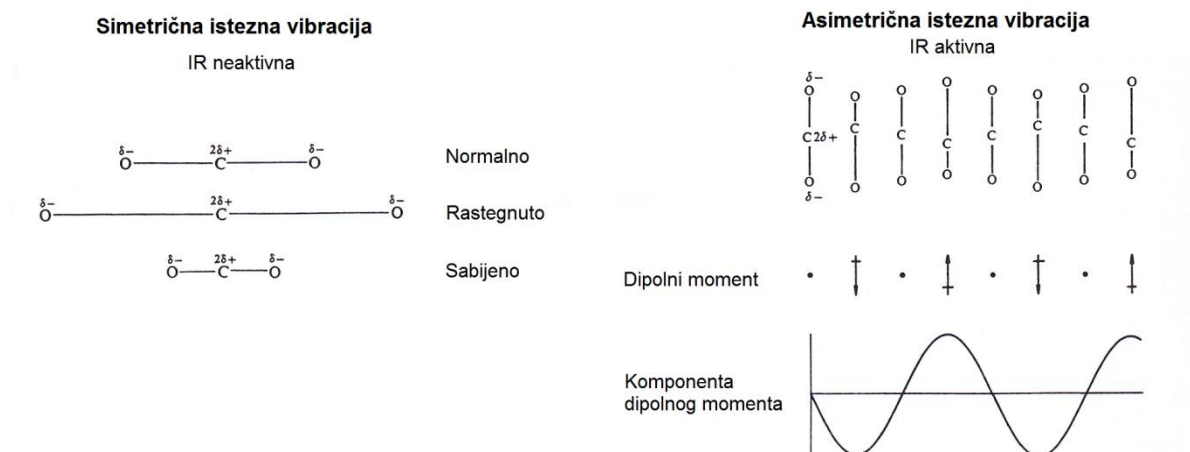 Simetrična istezna vibracija
IR neaktivna
δ− 2δ+ δ−
O C O
Normalno
δ− 2δ+ δ−
O C O
Rastegnuto
δ− 2δ+ δ−
O C O
Sabijeno
Asimetrična istezna vibracija
IR aktivna
δ−
O O O O O O O O
C2δ+ C C C C C C C
O O O O O O O O
δ−
Dipolni moment
Komponenta
dipolnog momenta